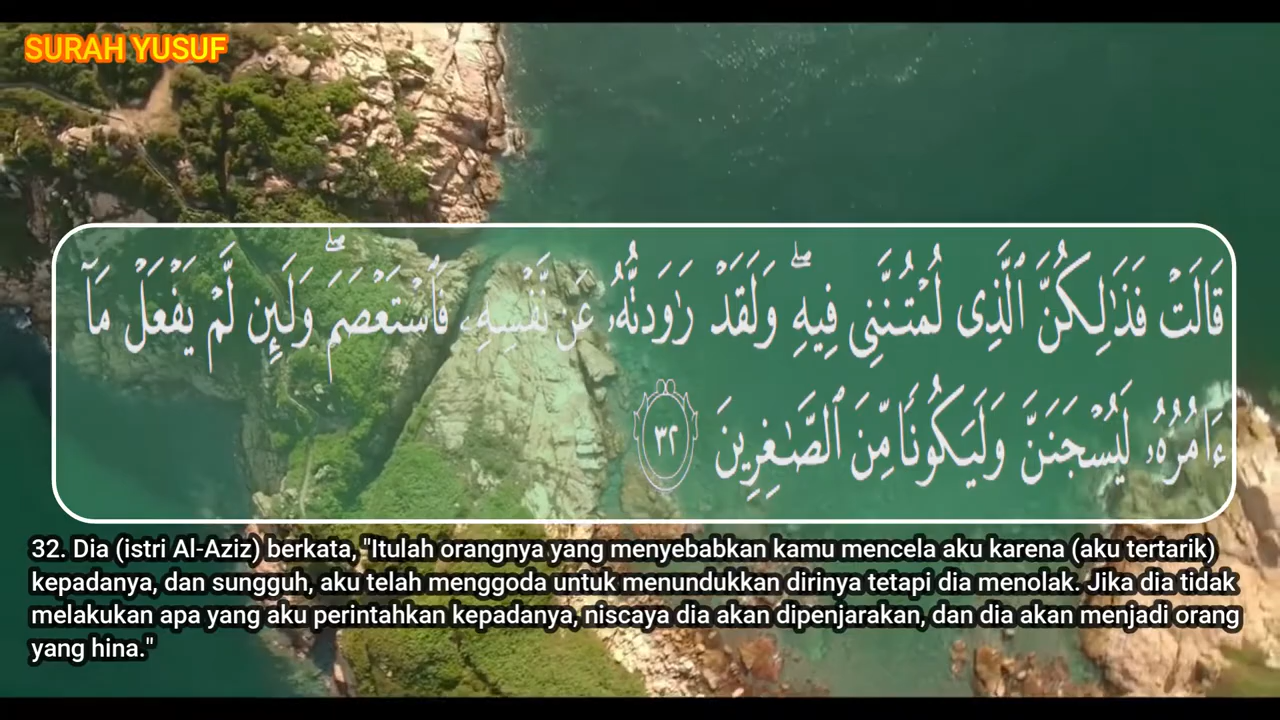 SURAH YUSUF
قَالَتْ فَذَٰلِكُنَّ ٱلَّذِى لُمْتُنَّنِى فِيهِ ۖ وَلَقَدْ رَٰوَدتُّهُۥ عَن نَّفْسِهِۦ فَٱسْتَعْصَمَ ۖ وَلَئِن لَّمْ يَفْعَلْ مَآ
ءَامُرُهُۥ لَيُسْجَنَنَّ وَلَيَكُونًا مِّنَ ٱلصَّٰغِرِينَ ٣٢
32. Dia (istri Al-Aziz) berkata, "Itulah orangnya yang menyebabkan kamu mencela aku karena (aku tertarik)
kepadanya, dan sungguh, aku telah menggoda untuk menundukkan dirinya tetapi dia menolak. Jika dia tidak
melakukan apa yang aku perintahkan kepadanya, niscaya dia akan dipenjarakan, dan dia akan menjadi orang
yang hina."